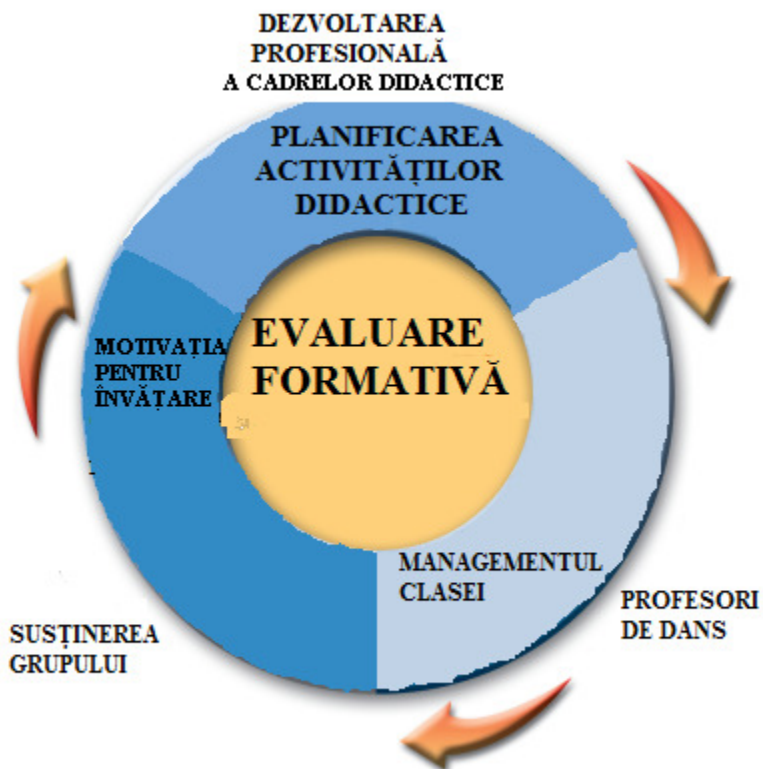 DEZVOLTAREA
PROFESIONALĂ
A CADRELOR DIDACTICE
PLANIFICAREA
ACTIVITĂȚILOR
DIDACTICE
EVALUARE
FORMATIVĂ
MOTIVAȚIA
PENTRU
ÎNVĂȚARE
MANAGEMENTUL
CLASEI
PROFESORI
DE DANS
SUSȚINEREA
GRUPULUI